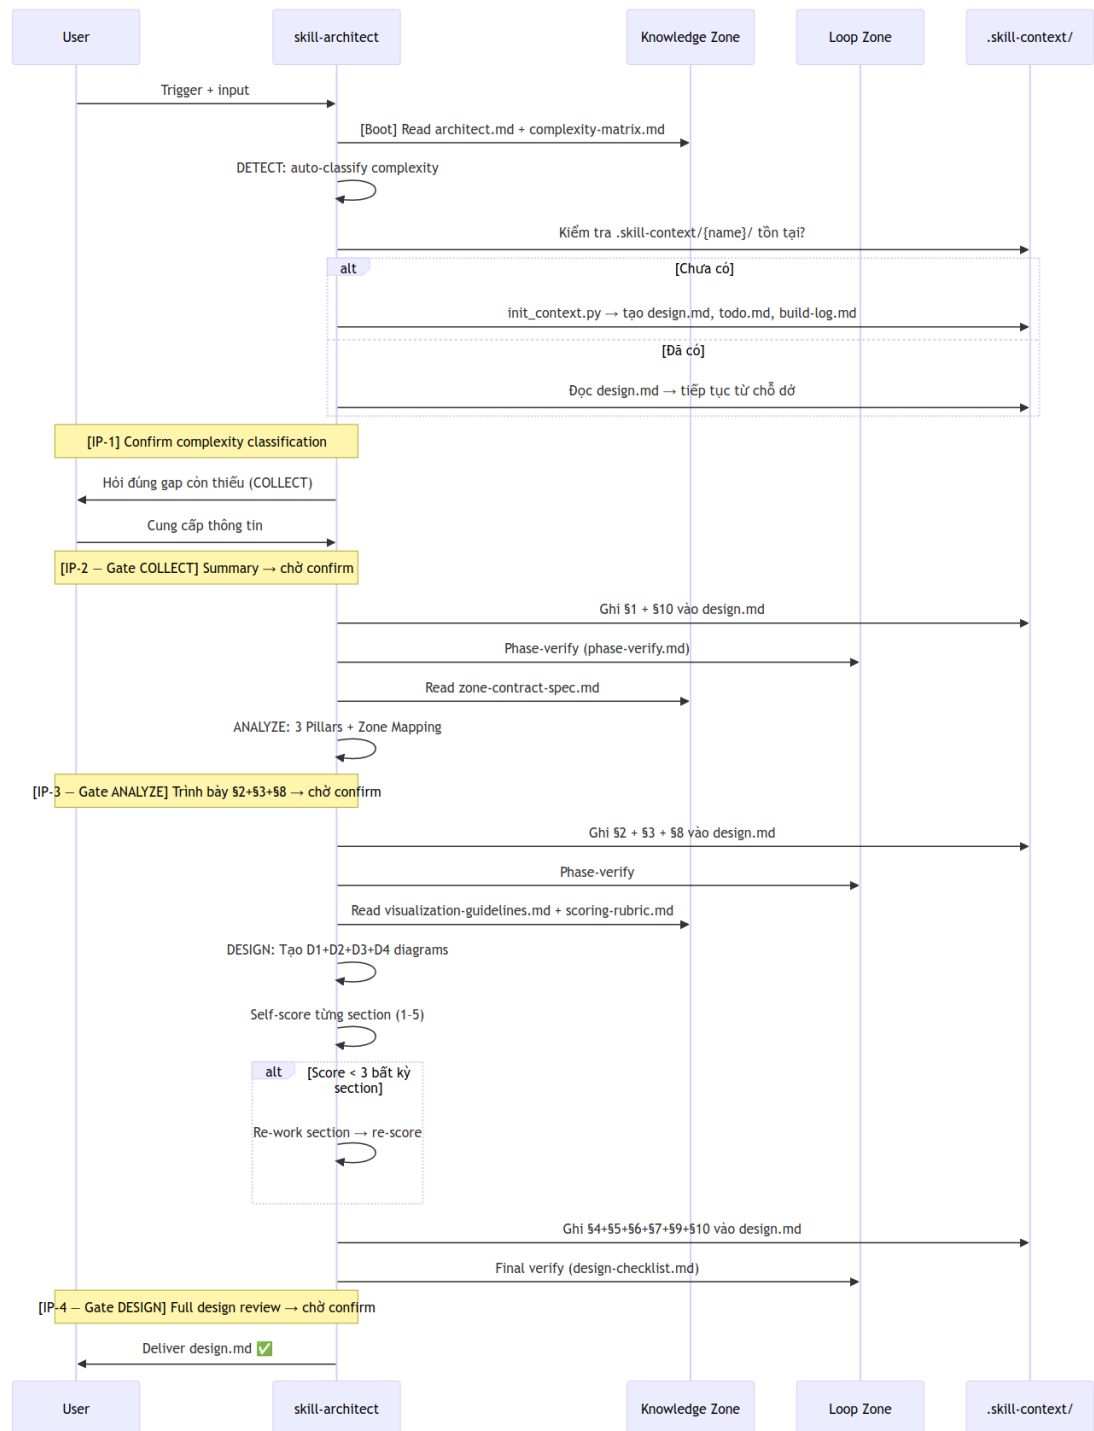 User
skill-architect
Knowledge Zone
Loop Zone
.skill-context/
Trigger + input
[Boot] Read architect.md + complexity-matrix.md
DETECT: auto-classify complexity
Kiểm tra .skill-context/{name}/ tồn tại?
alt
[Chưa có]
init_context.py → tạo design.md, todo.md, build-log.md
[Đã có]
Đọc design.md → tiếp tục từ chỗ dở
[IP-1] Confirm complexity classification
Hỏi đúng gap còn thiếu (COLLECT)
Cung cấp thông tin
[IP-2 — Gate COLLECT] Summary → chờ confirm
Ghi §1 + §10 vào design.md
Phase-verify (phase-verify.md)
Read zone-contract-spec.md
ANALYZE: 3 Pillars + Zone Mapping
[IP-3 — Gate ANALYZE] Trình bày §2+§3+§8 → chờ confirm
Ghi §2 + §3 + §8 vào design.md
Phase-verify
Read visualization-guidelines.md + scoring-rubric.md
DESIGN: Tạo D1+D2+D3+D4 diagrams
Self-score từng section (1–5)
alt
[Score < 3 bất kỳ
section]
Re-work section → re-score
Ghi §4+§5+§6+§7+§9+§10 vào design.md
Final verify (design-checklist.md)
[IP-4 — Gate DESIGN] Full design review → chờ confirm
Deliver design.md ✅
User
skill-architect
Knowledge Zone
Loop Zone
.skill-context/